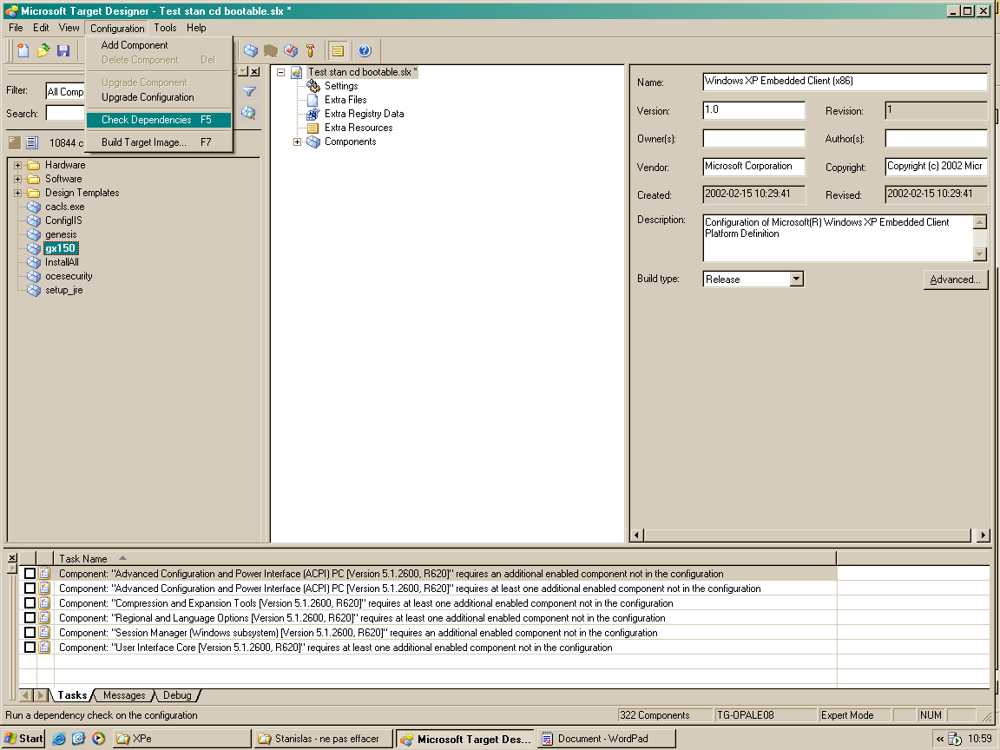 Microsoft Target Designer - Test stan cd bootable.slx *
File Edit View Configuration Tools Help
Add Component
Delete Component Del
Upgrade Component
Upgrade Configuration
Check Dependencies F5
Build Target Image... F7
Filter: All Comp
Search:
10844 c
Hardware
Software
Design Templates
cacls.exe
ConfigIIS
genesis
gx150
InstallAll
ocesecurity
setup_jre
Test stan cd bootable.slx *
Settings
Extra Files
Extra Registry Data
Extra Resources
Components
Name: Windows XP Embedded Client (x86)
Version: 1.0 Revision: 1
Owner(s): Author(s):
Vendor: Microsoft Corporation Copyright: Copyright (c) 2002 Micr
Created: 2002-02-15 10:29:41 Revised: 2002-02-15 10:29:41
Description: Configuration of Microsoft(R) Windows XP Embedded Client
Platform Definition
Build type: Release Advanced...
Task Name
Component: "Advanced Configuration and Power Interface (ACPI) PC [Version 5.1.2600, R620]" requires an additional enabled component not in the configuration
Component: "Advanced Configuration and Power Interface (ACPI) PC [Version 5.1.2600, R620]" requires at least one additional enabled component not in the configuration
Component: "Compression and Expansion Tools [Version 5.1.2600, R620]" requires at least one additional enabled component not in the configuration
Component: "Regional and Language Options [Version 5.1.2600, R620]" requires at least one additional enabled component not in the configuration
Component: "Session Manager (Windows subsystem) [Version 5.1.2600, R620]" requires an additional enabled component not in the configuration
Component: "User Interface Core [Version 5.1.2600, R620]" requires at least one additional enabled component not in the configuration
Tasks Messages Debug
Run a dependency check on the configuration 322 Components TG-OPALE08 Expert Mode NUM
Start XPe Stanislas - ne pas effacer Microsoft Target Des... Document - WordPad « 10:59